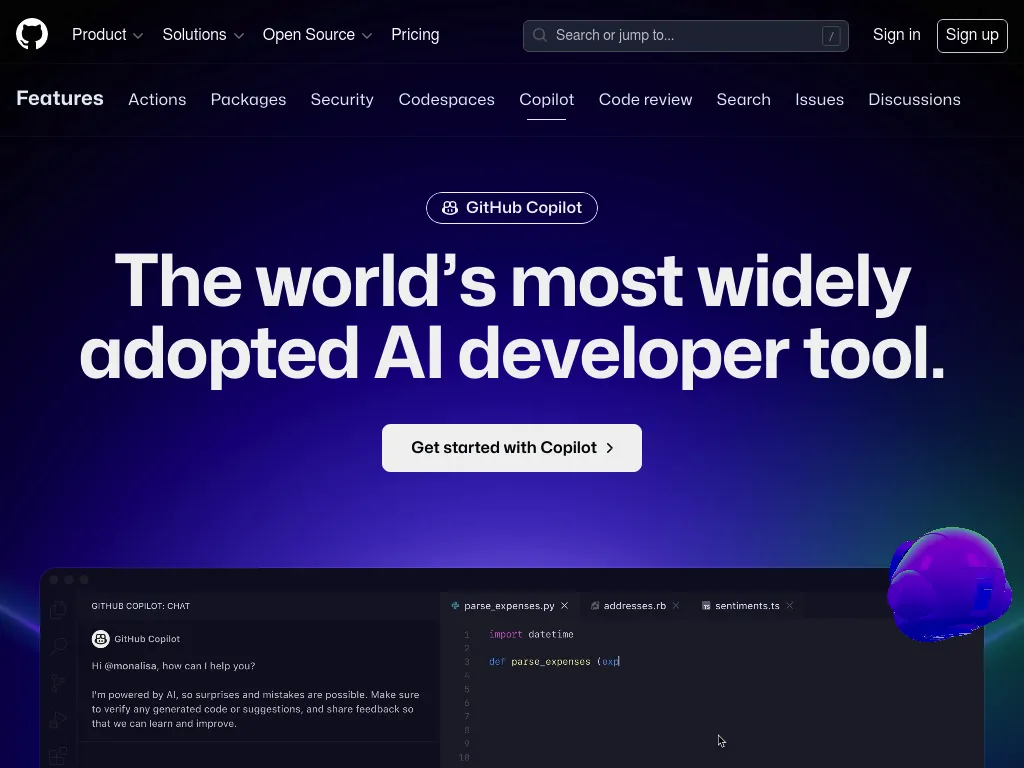 Product Solutions Open Source Pricing Search or jump to... / Sign in Sign up
Features Actions Packages Security Codespaces Copilot Code review Search Issues Discussions
GitHub Copilot
The world’s most widely
adopted AI developer tool.
Get started with Copilot
GITHUB COPILOT: CHAT
parse_expenses.py addresses.rb TS sentiments.ts
GitHub Copilot
Hi @monalisa, how can I help you?
I'm powered by AI, so surprises and mistakes are possible. Make sure
to verify any generated code or suggestions, and share feedback so
that we can learn and improve.
1 import datetime
2
3 def parse_expenses (exp
4
5
6
7
8
9
10